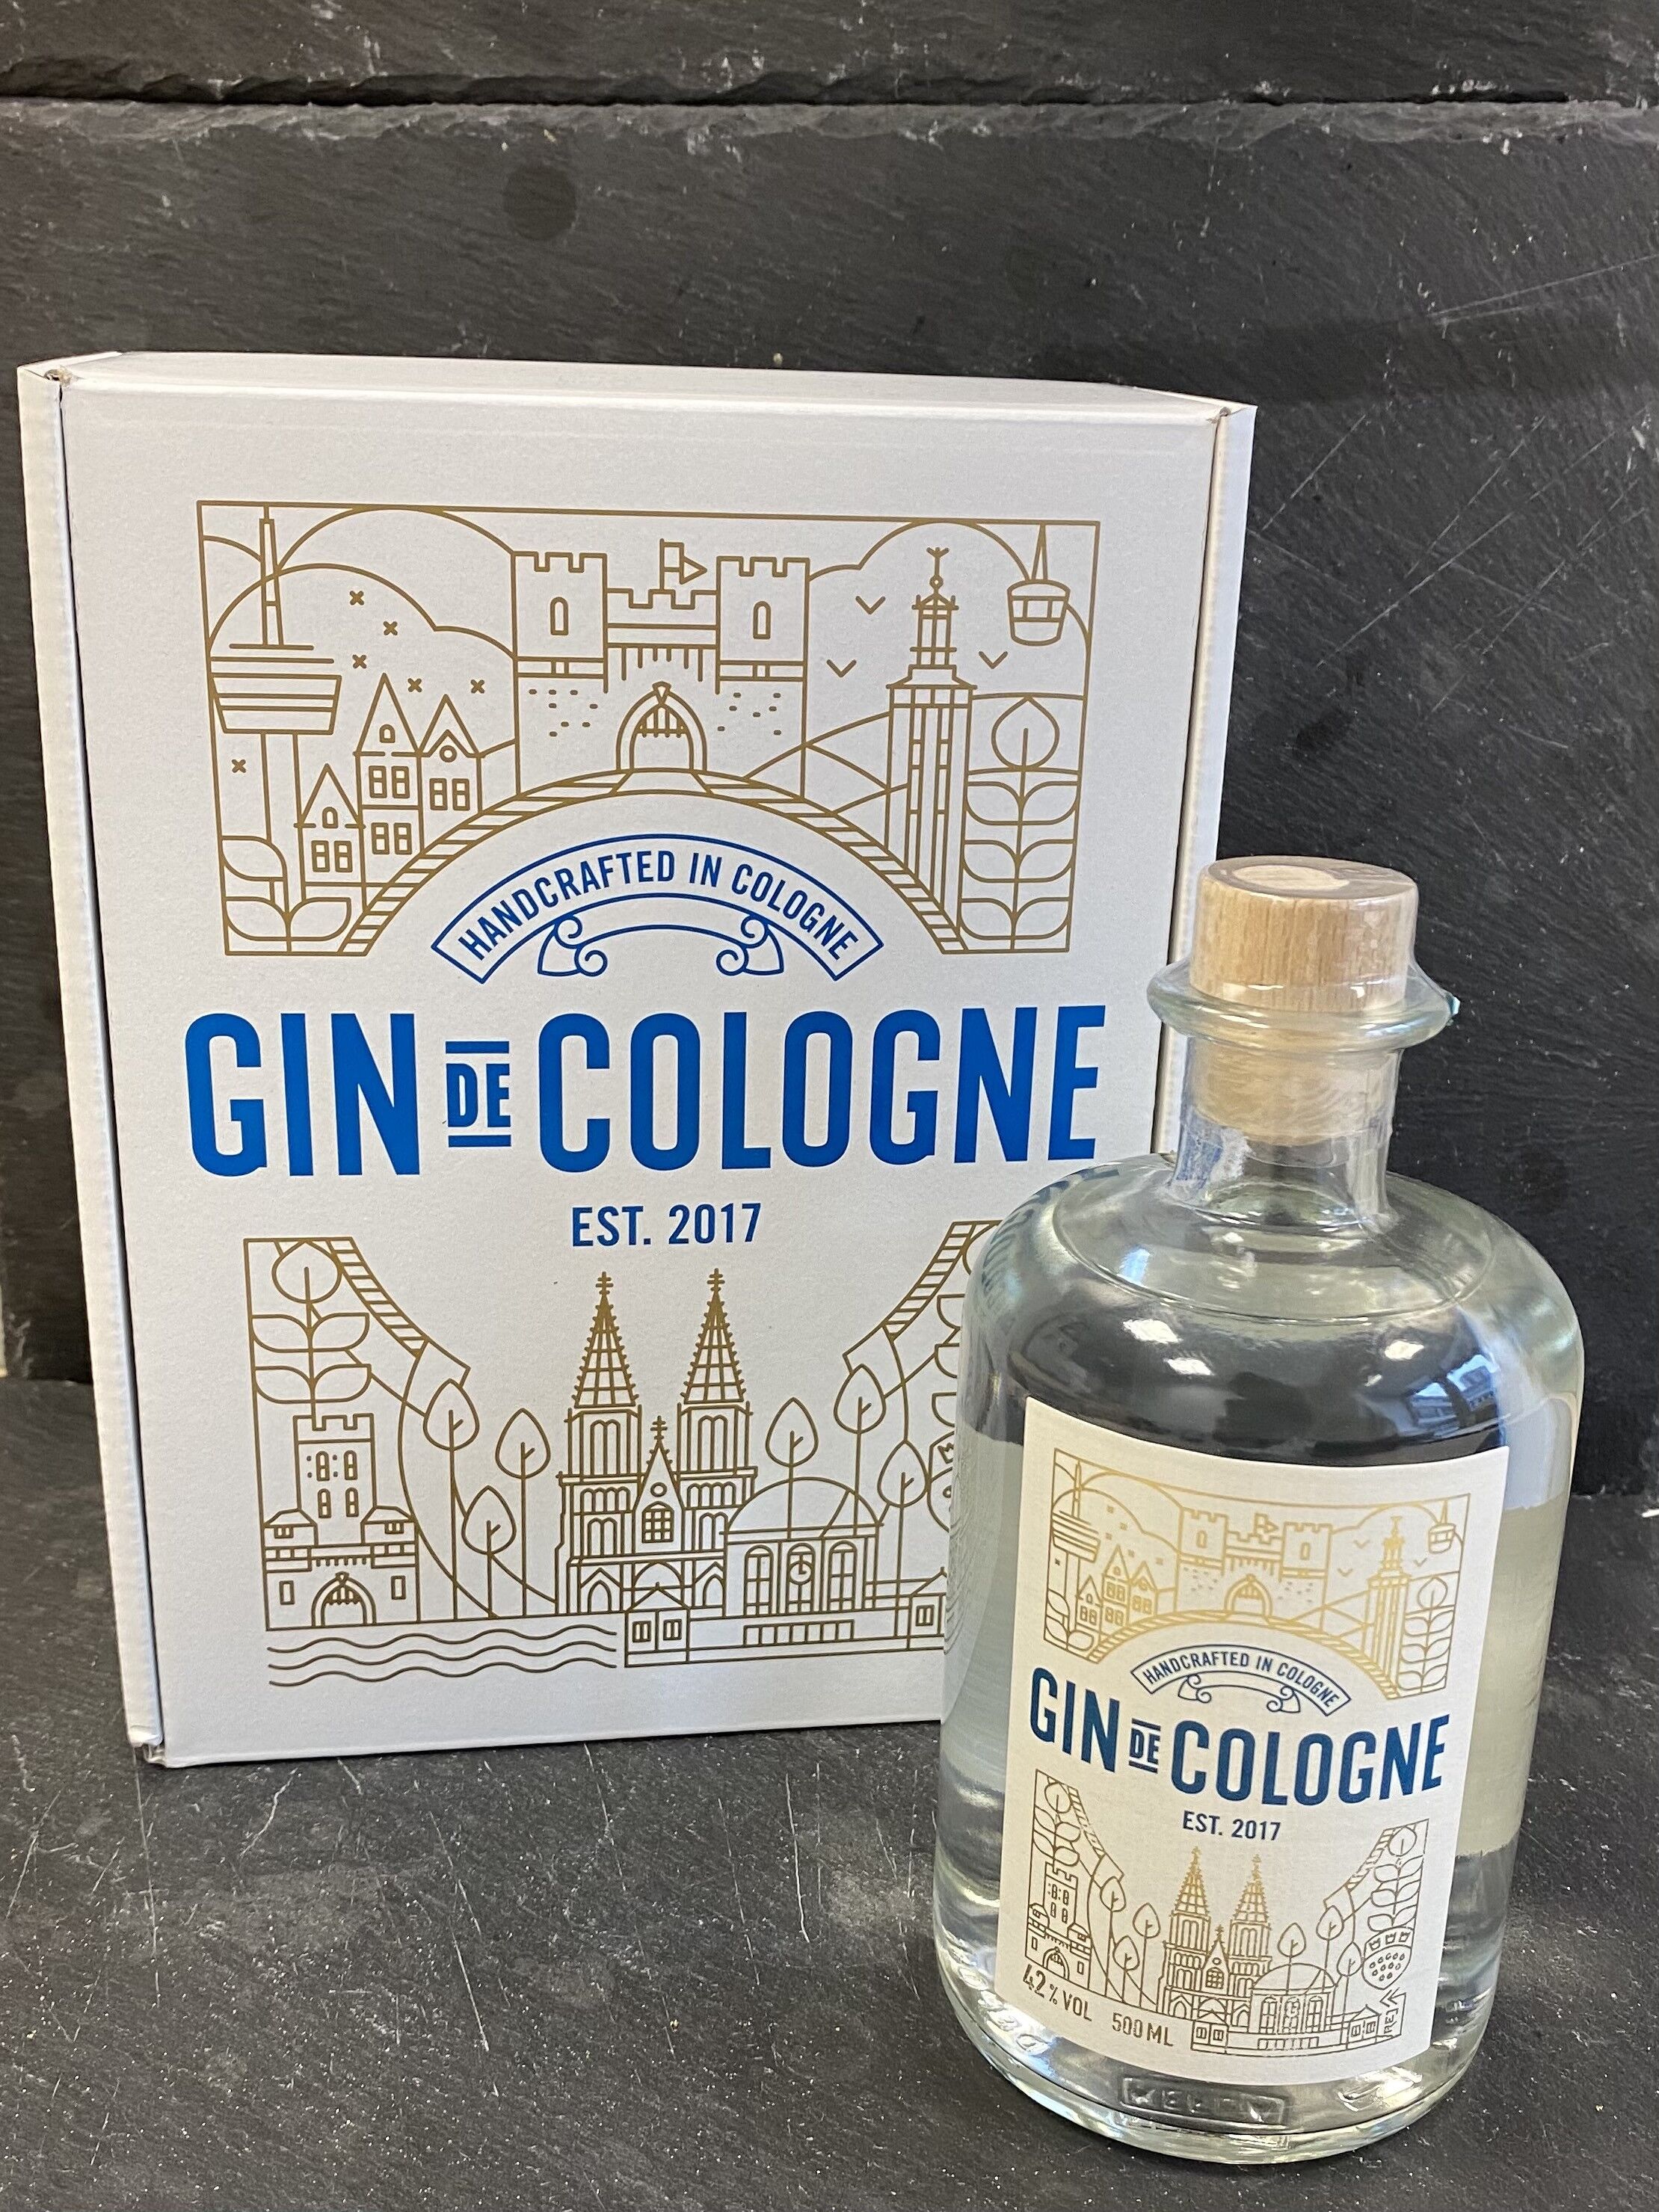 HANDCRAFTED IN COLOGNE
GIN DE COLOGNE
EST. 2017
HANDCRAFTED IN COLOGNE
GIN DE COLOGNE
EST. 2017
42% VOL 500 ML